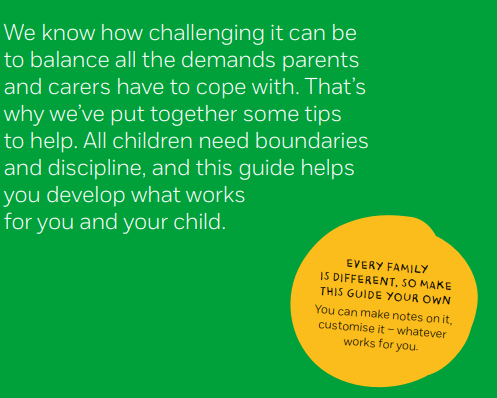 We know how challenging it can be
to balance all the demands parents
and carers have to cope with. That’s
why we’ve put together some tips
to help. All children need boundaries
and discipline, and this guide helps
you develop what works
for you and your child.
EVERY FAMILY
IS DIFFERENT, SO MAKE
THIS GUIDE YOUR OWN
You can make notes on it,
customise it – whatever
works for you.